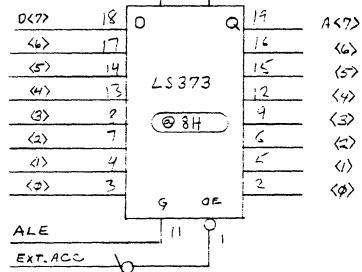 D<7> 18 D Q 19 A<7>
<6> 17 16 <6>
<5> 14 15 <5>
<4> 13 LS373 12 <4>
<3> 8 @ 8H 9 <3>
<2> 7 6 <2>
<1> 4 5 <1>
<0> 3 2 <0>
G OE
ALE 11 1
EXT. ACC